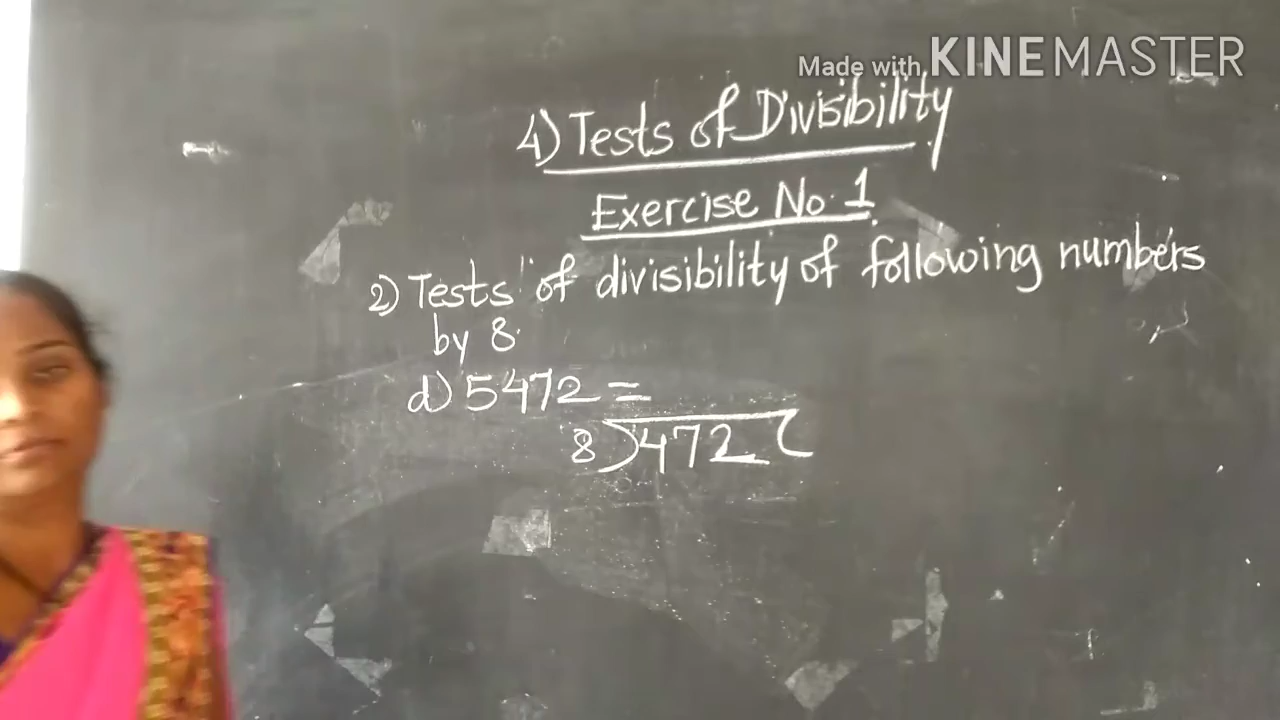 Made with KINEMASTER
4) Tests of Divisibility
Exercise No. 1
2) Tests of divisibility of following numbers
by 8.
d) 5472 =
8)472(